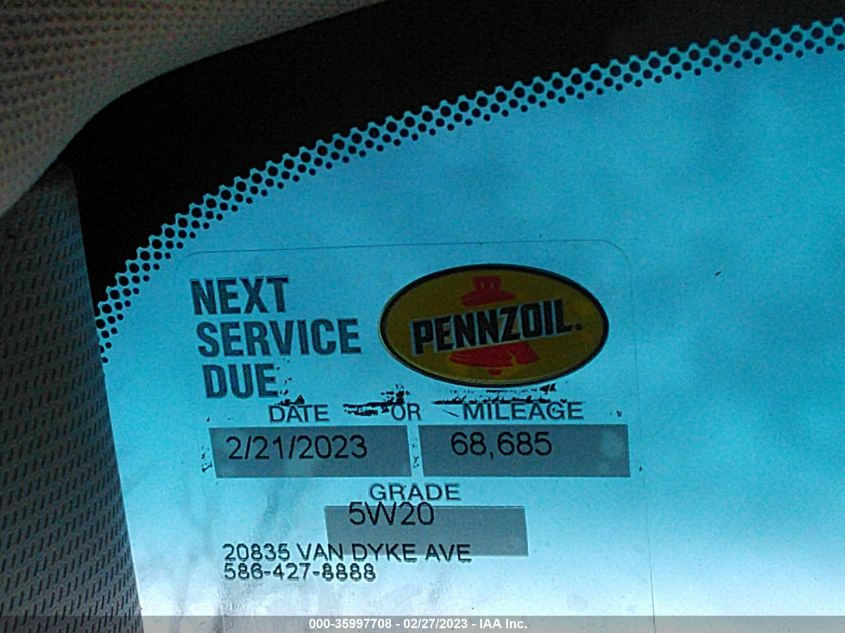 NEXT
SERVICE
DUE
PENNZOIL.
DATE OR MILEAGE
2/21/2023 68,685
GRADE
5W20
20835 VAN DYKE AVE
586-427-8888
000-35997708 - 02/27/2023 - IAA Inc.